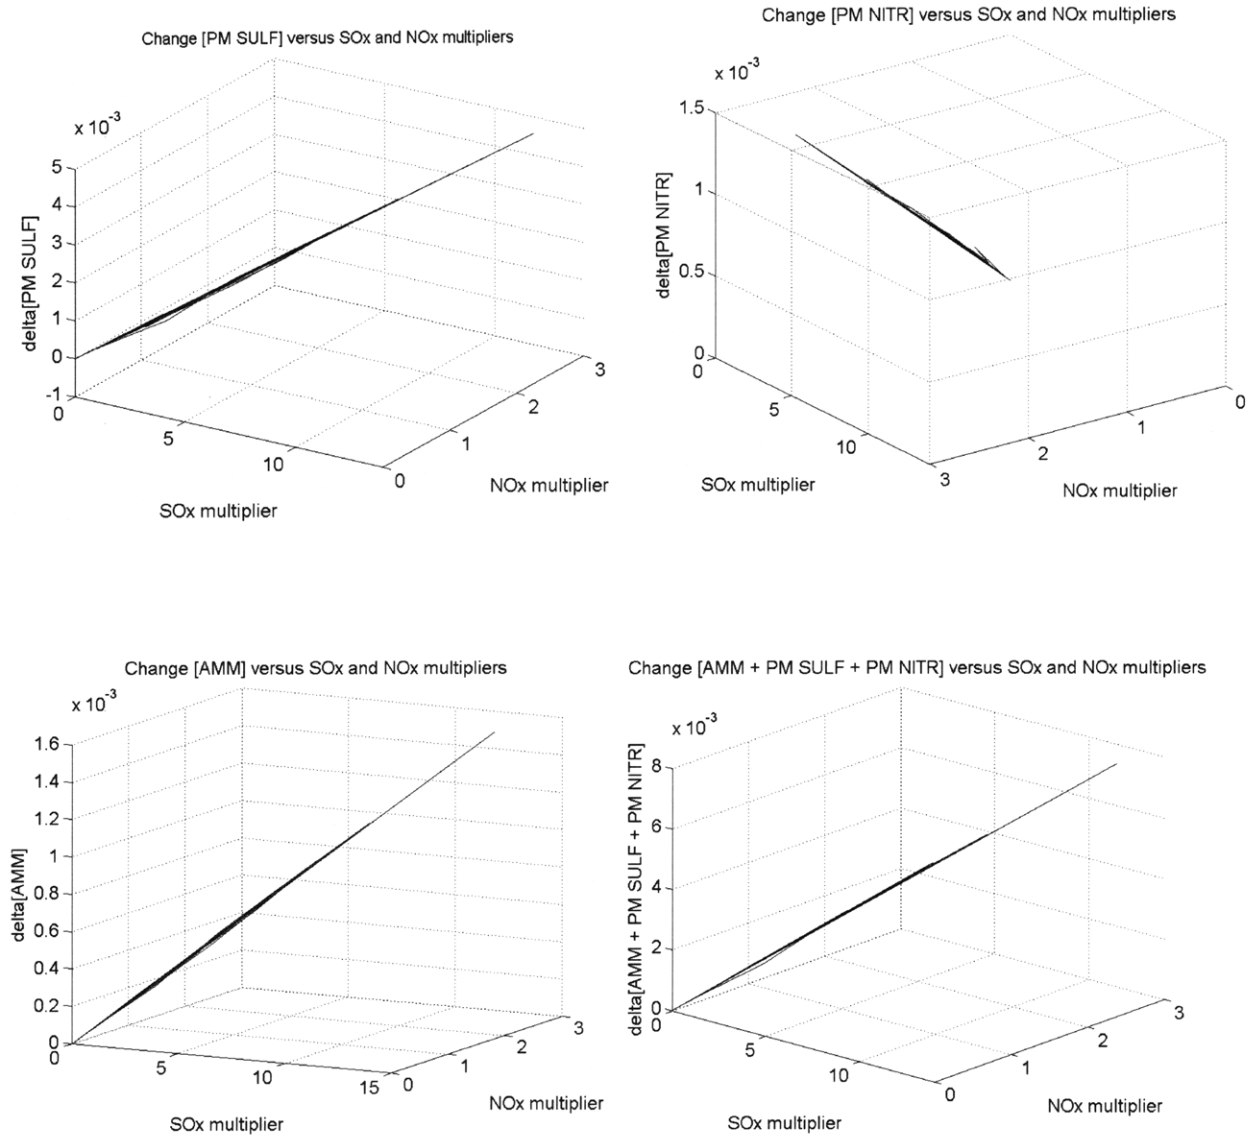 Change [PM SULF] versus SOx and NOx multipliers
x 10-3
5
4
3
2
1
0
-1
delta[PM SULF]
0
5
10
SOx multiplier
0
1
2
3
NOx multiplier
Change [PM NITR] versus SOx and NOx multipliers
x 10-3
1.5
1
0.5
0
delta[PM NITR]
0
5
10
SOx multiplier
3
2
1
0
NOx multiplier
Change [AMM] versus SOx and NOx multipliers
x 10-3
1.6
1.4
1.2
1
0.8
0.6
0.4
0.2
0
delta[AMM]
0
5
10
15
SOx multiplier
0
1
2
3
NOx multiplier
Change [AMM + PM SULF + PM NITR] versus SOx and NOx multipliers
x 10-3
8
6
4
2
0
delta[AMM + PM SULF + PM NITR]
0
5
10
SOx multiplier
0
1
2
3
NOx multiplier